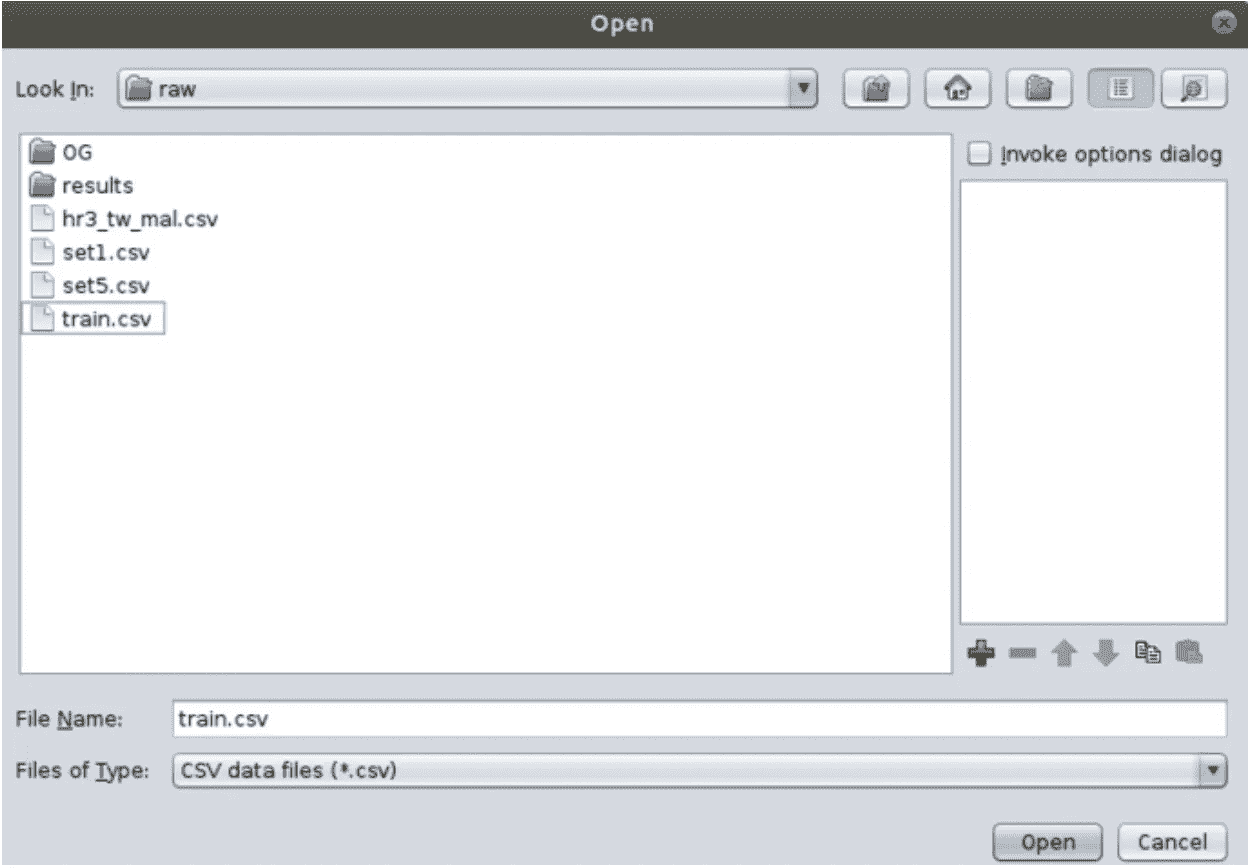 Open
Look In: raw
OG
Invoke options dialog
results
hr3_tw_mal.csv
set1.csv
set5.csv
train.csv
File Name: train.csv
Files of Type: CSV data files (*.csv)
Open Cancel